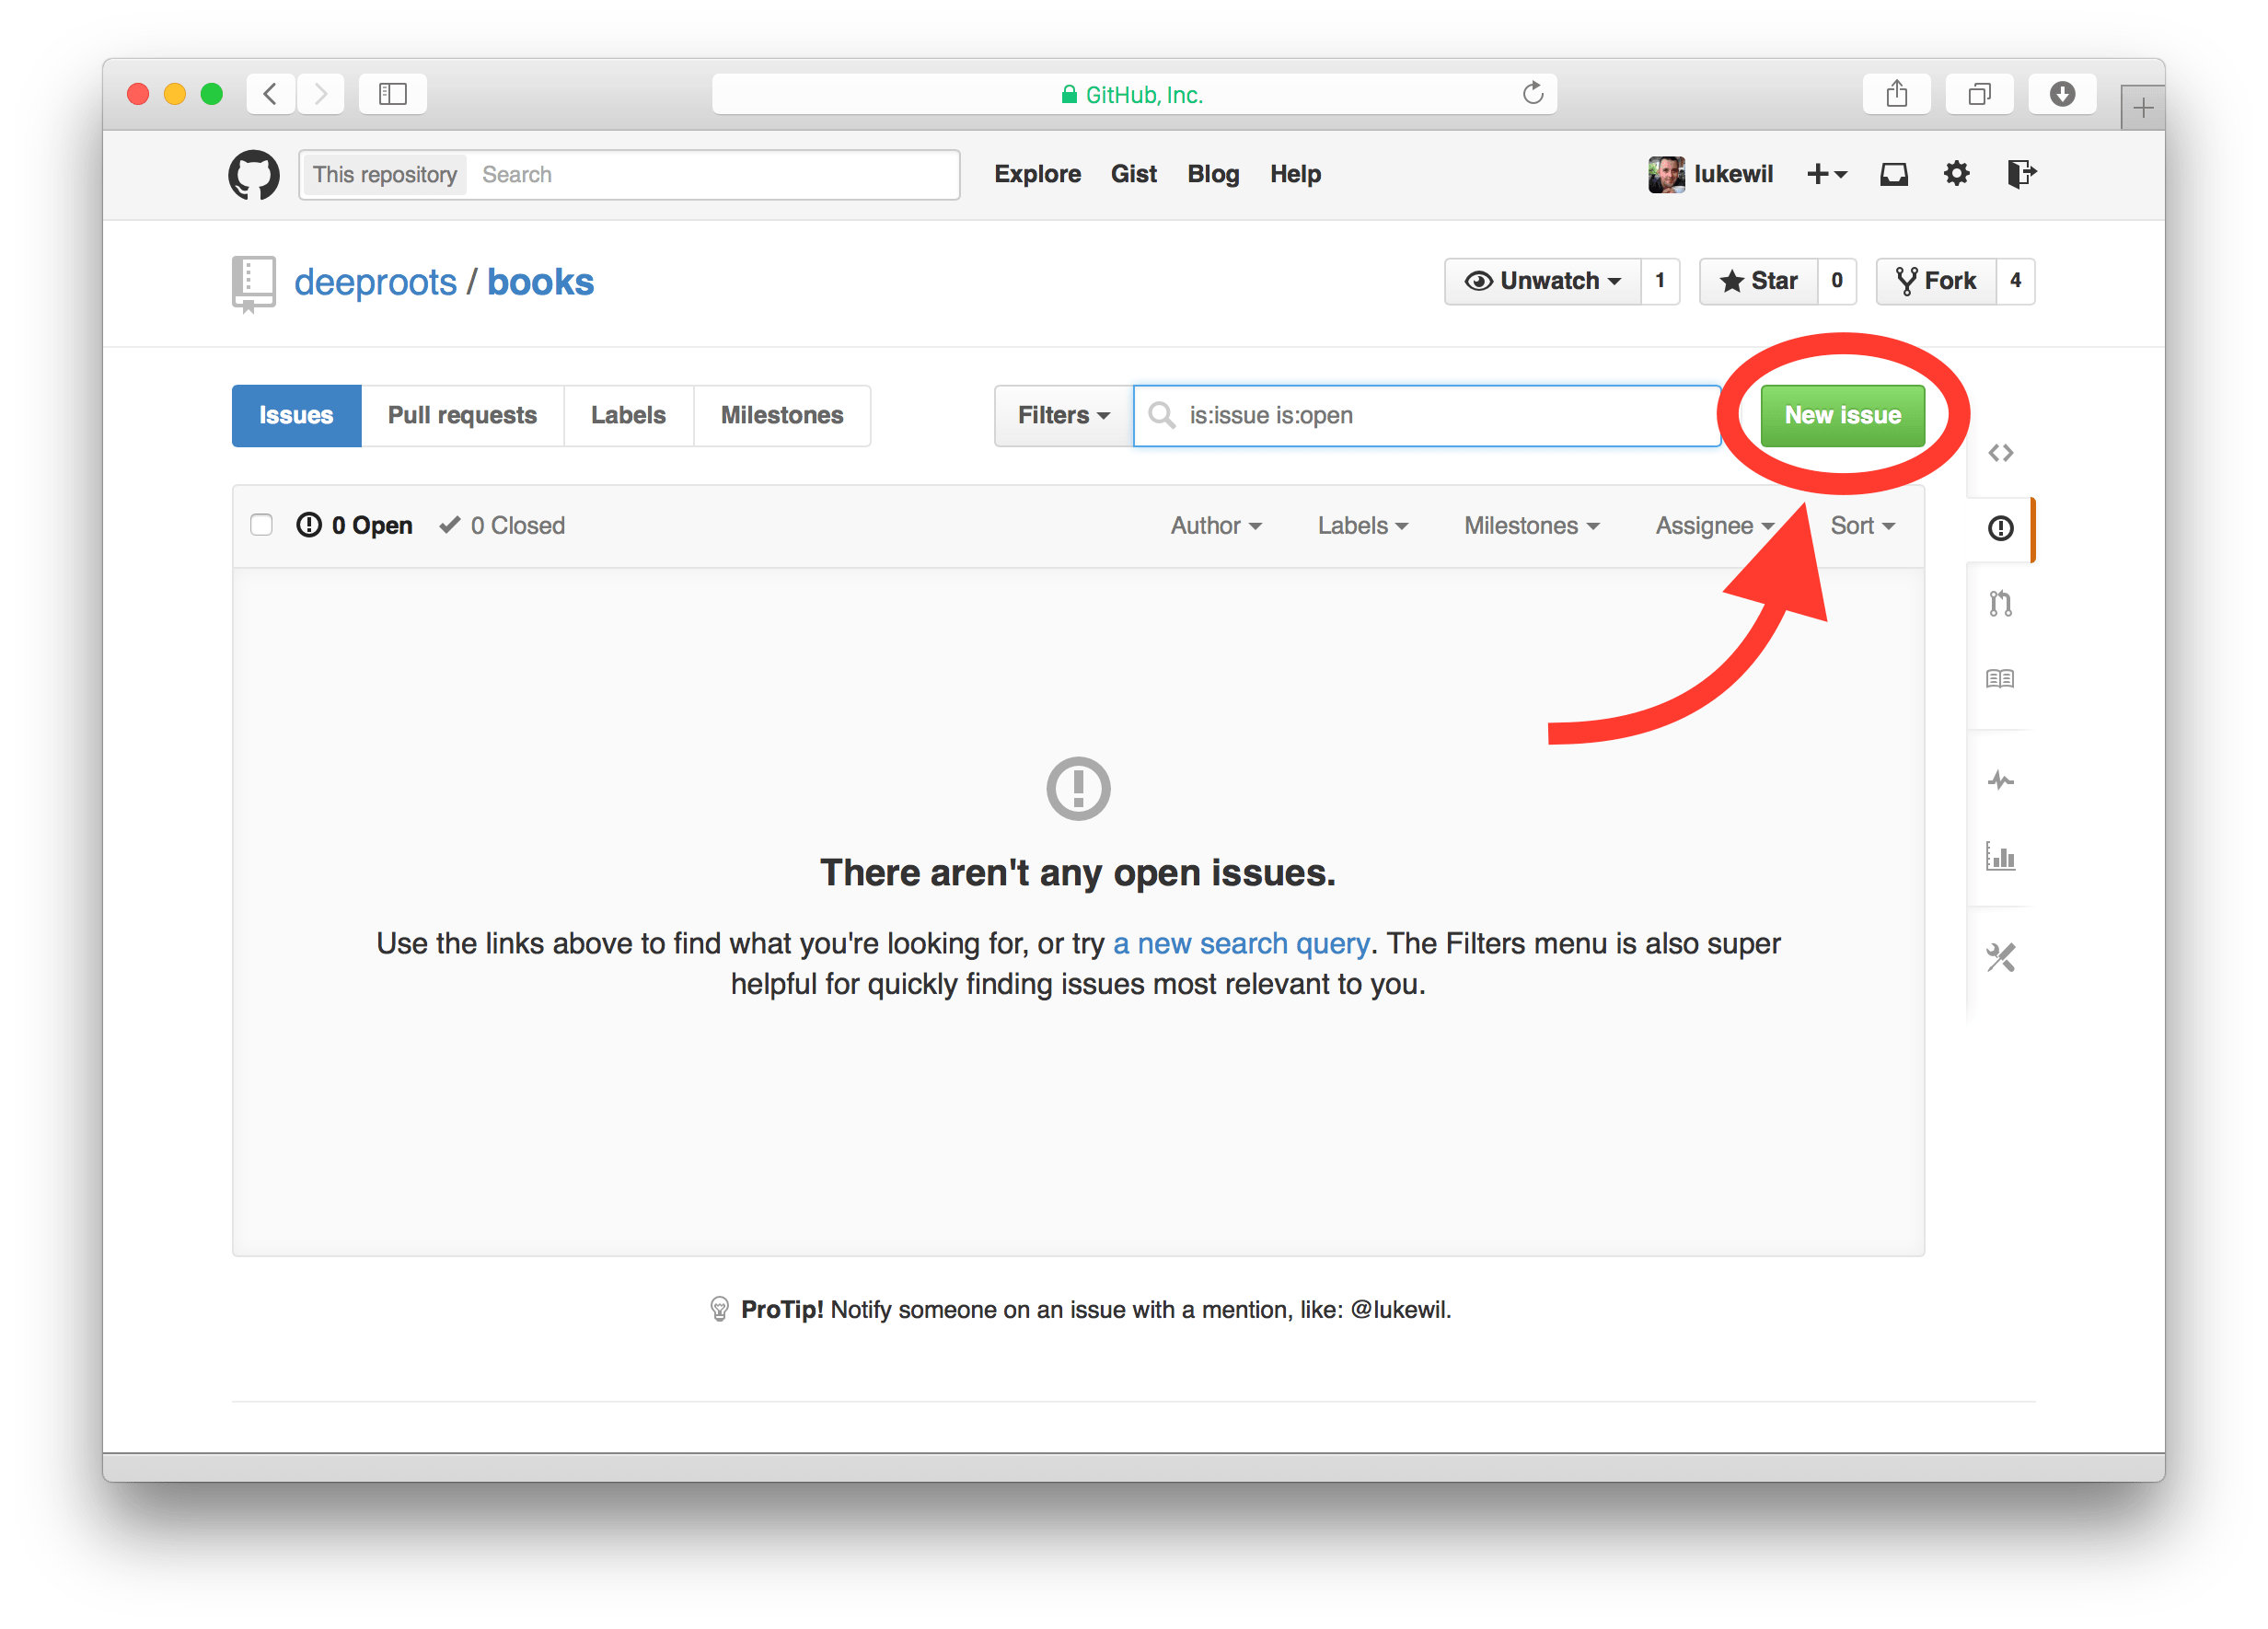 GitHub, Inc.
This repository Search Explore Gist Blog Help lukewil
deeproots / books Unwatch 1 Star 0 Fork 4
Issues Pull requests Labels Milestones Filters is:issue is:open New issue
0 Open 0 Closed Author Labels Milestones Assignee Sort
There aren't any open issues.
Use the links above to find what you're looking for, or try a new search query. The Filters menu is also super
helpful for quickly finding issues most relevant to you.
ProTip! Notify someone on an issue with a mention, like: @lukewil.